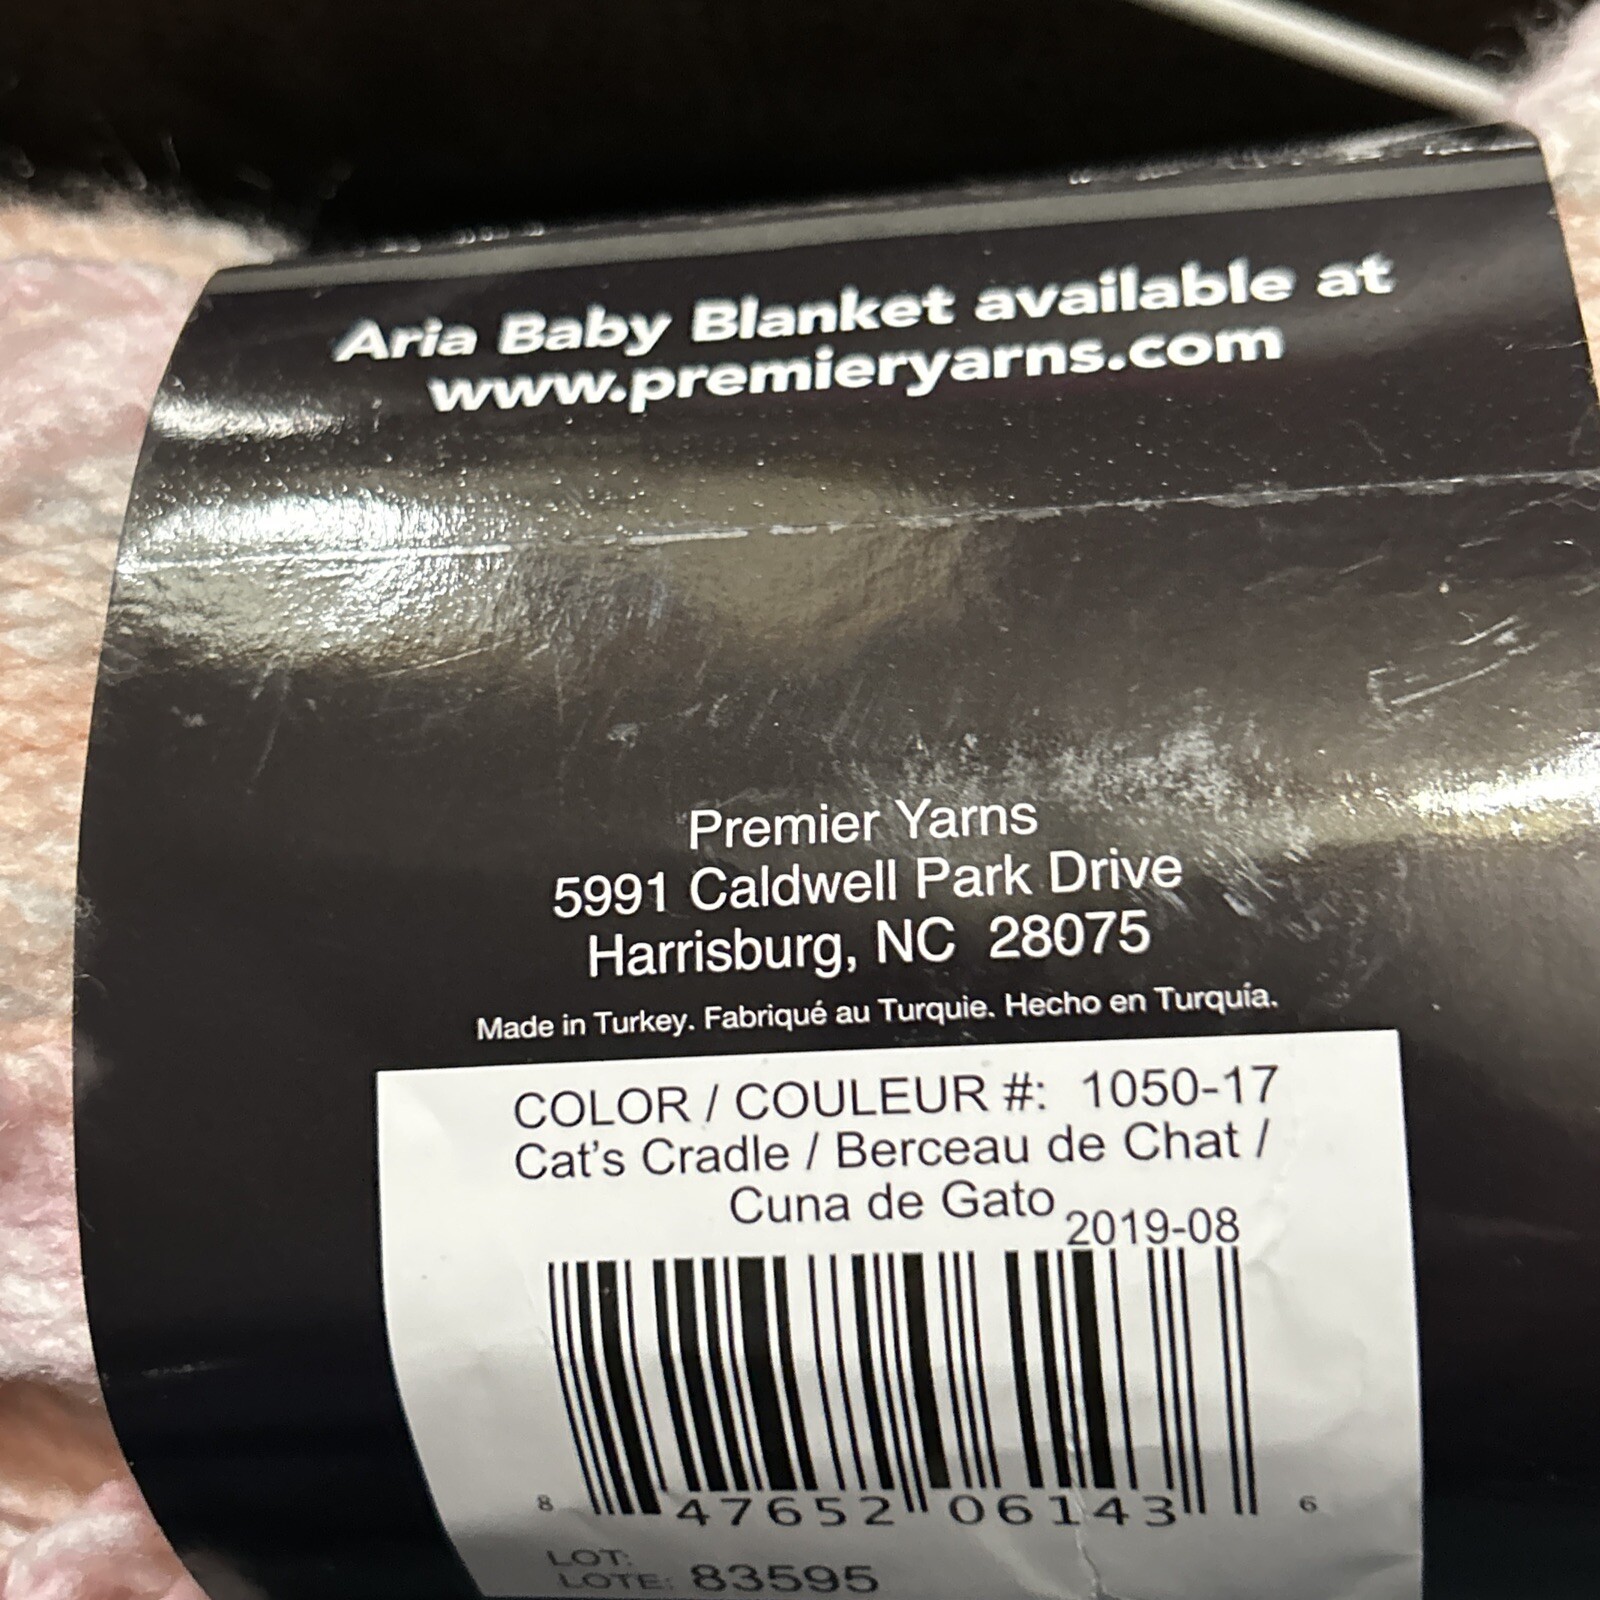 Aria Baby Blanket available at
www.premieryarns.com
Premier Yarns
5991 Caldwell Park Drive
Harrisburg, NC 28075
Made in Turkey. Fabriqué au Turquie. Hecho en Turquía.
COLOR / COULEUR #: 1050-17
Cat's Cradle / Berceau de Chat /
Cuna de Gato
2019-08
8 47652 06143 6
LOT:
LOTE: 83595